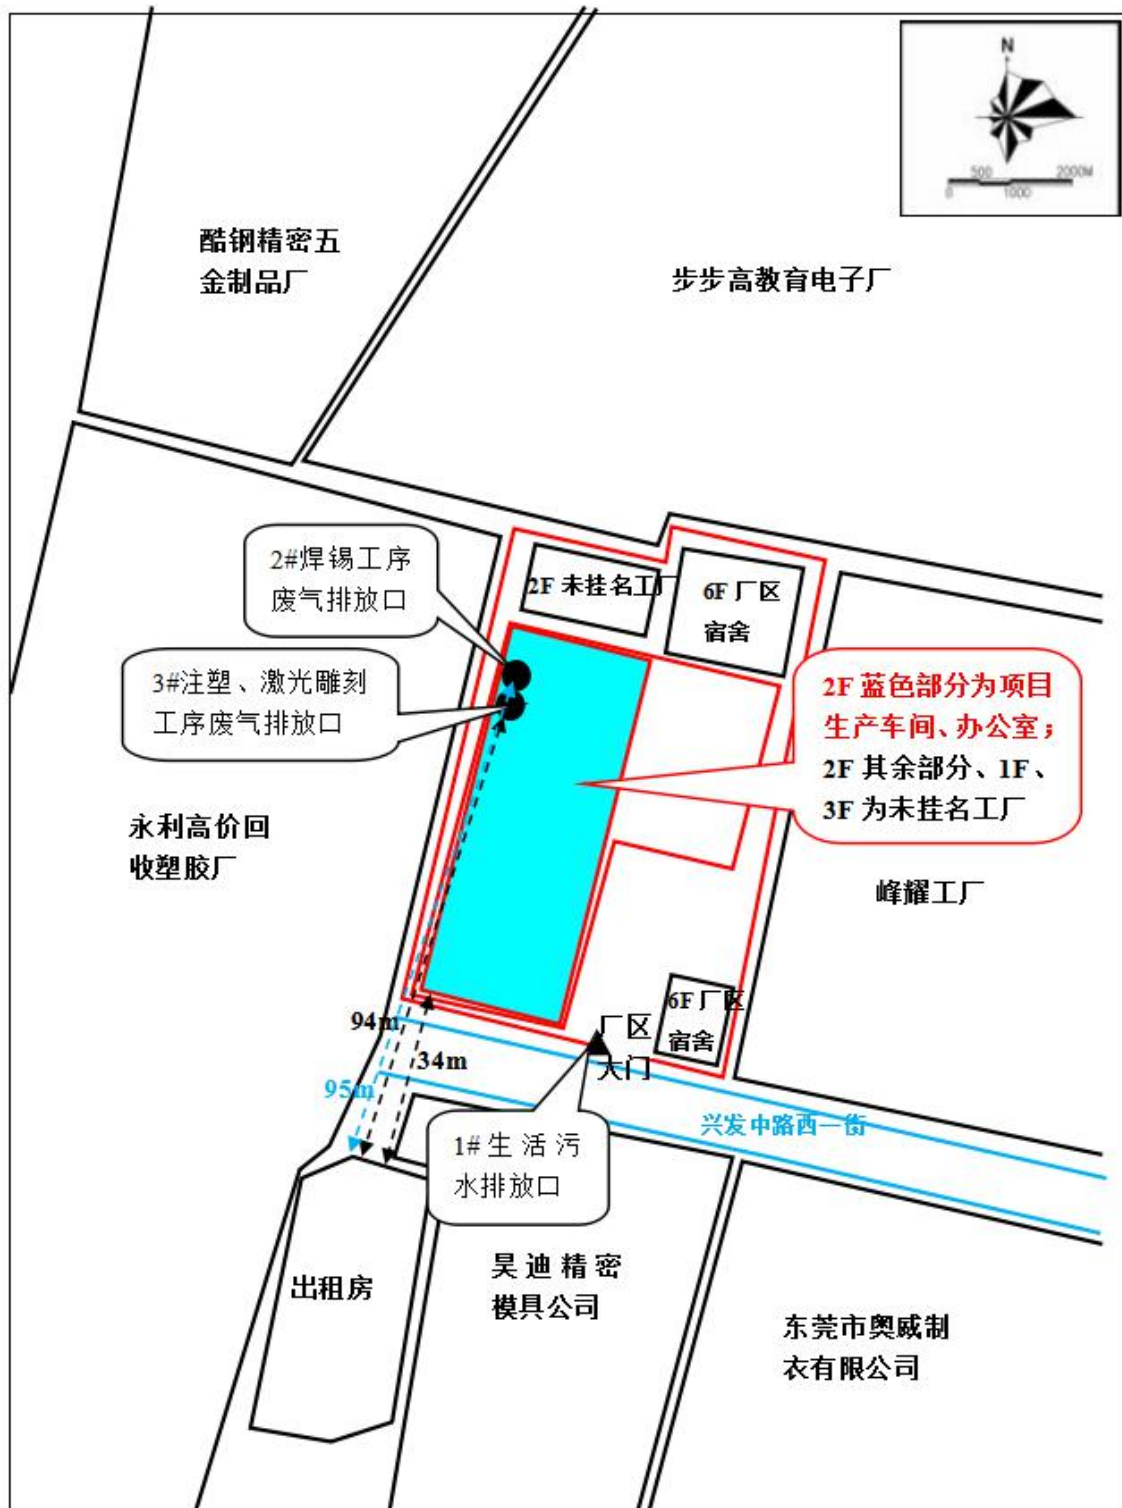 N
500 2000M
0 1000
酷钢精密五
金制品厂
步步高教育电子厂
2#焊锡工序
废气排放口
2F 未挂名工厂
6F 厂区
宿舍
3#注塑、激光雕刻
工序废气排放口
2F 蓝色部分为项目
生产车间、办公室；
2F 其余部分、1F、
3F 为未挂名工厂
永利高价回
收塑胶厂
峰耀工厂
6F 厂区
宿舍
厂区
大门
94m
34m
95m
兴发中路西一街
1#生活污
水排放口
出租房
昊迪精密
模具公司
东莞市奥威制
衣有限公司